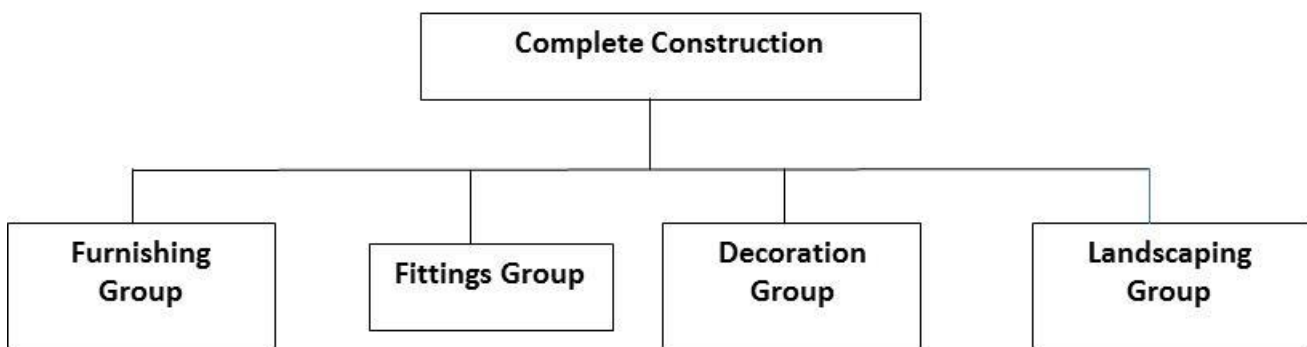 Complete Construction
Furnishing
Group
Fittings Group
Decoration
Group
Landscaping
Group